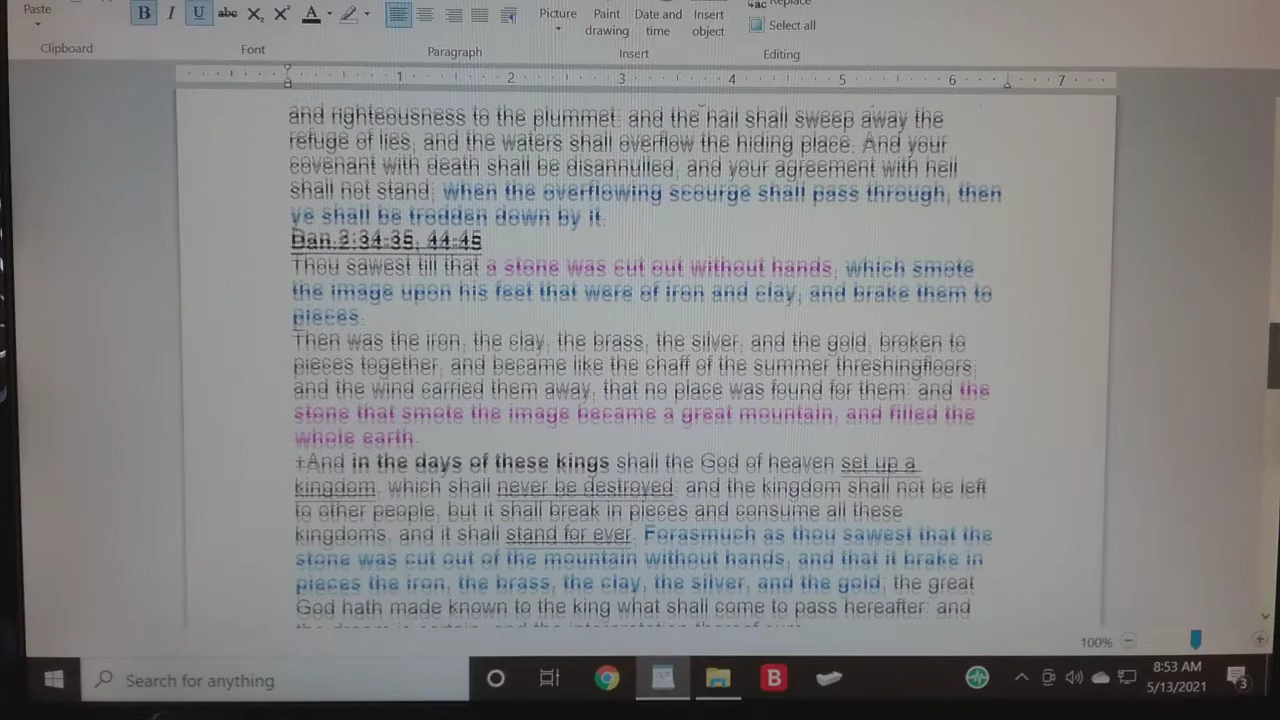 Paste
B I U abc X₂ X² A
Picture Paint drawing Date and time Insert object
Replace
Select all
Clipboard Font Paragraph Insert Editing
1 1 2 3 4 5 6 7
and righteousness to the plummet: and the hail shall sweep away the
refuge of lies, and the waters shall overflow the hiding place. And your
covenant with death shall be disannulled, and your agreement with hell
shall not stand; when the overflowing scourge shall pass through, then
ye shall be trodden down by it.
Dan.2:34-35, 44-45
Thou sawest till that a stone was cut out without hands, which smote
the image upon his feet that were of iron and clay, and brake them to
pieces.
Then was the iron, the clay, the brass, the silver, and the gold, broken to
pieces together, and became like the chaff of the summer threshingfloors;
and the wind carried them away, that no place was found for them: and the
stone that smote the image became a great mountain, and filled the
whole earth.
+And in the days of these kings shall the God of heaven set up a
kingdom, which shall never be destroyed: and the kingdom shall not be left
to other people, but it shall break in pieces and consume all these
kingdoms, and it shall stand for ever. Forasmuch as thou sawest that the
stone was cut out of the mountain without hands, and that it brake in
pieces the iron, the brass, the clay, the silver, and the gold; the great
God hath made known to the king what shall come to pass hereafter: and
100%
Search for anything
B
8:53 AM
5/13/2021
3